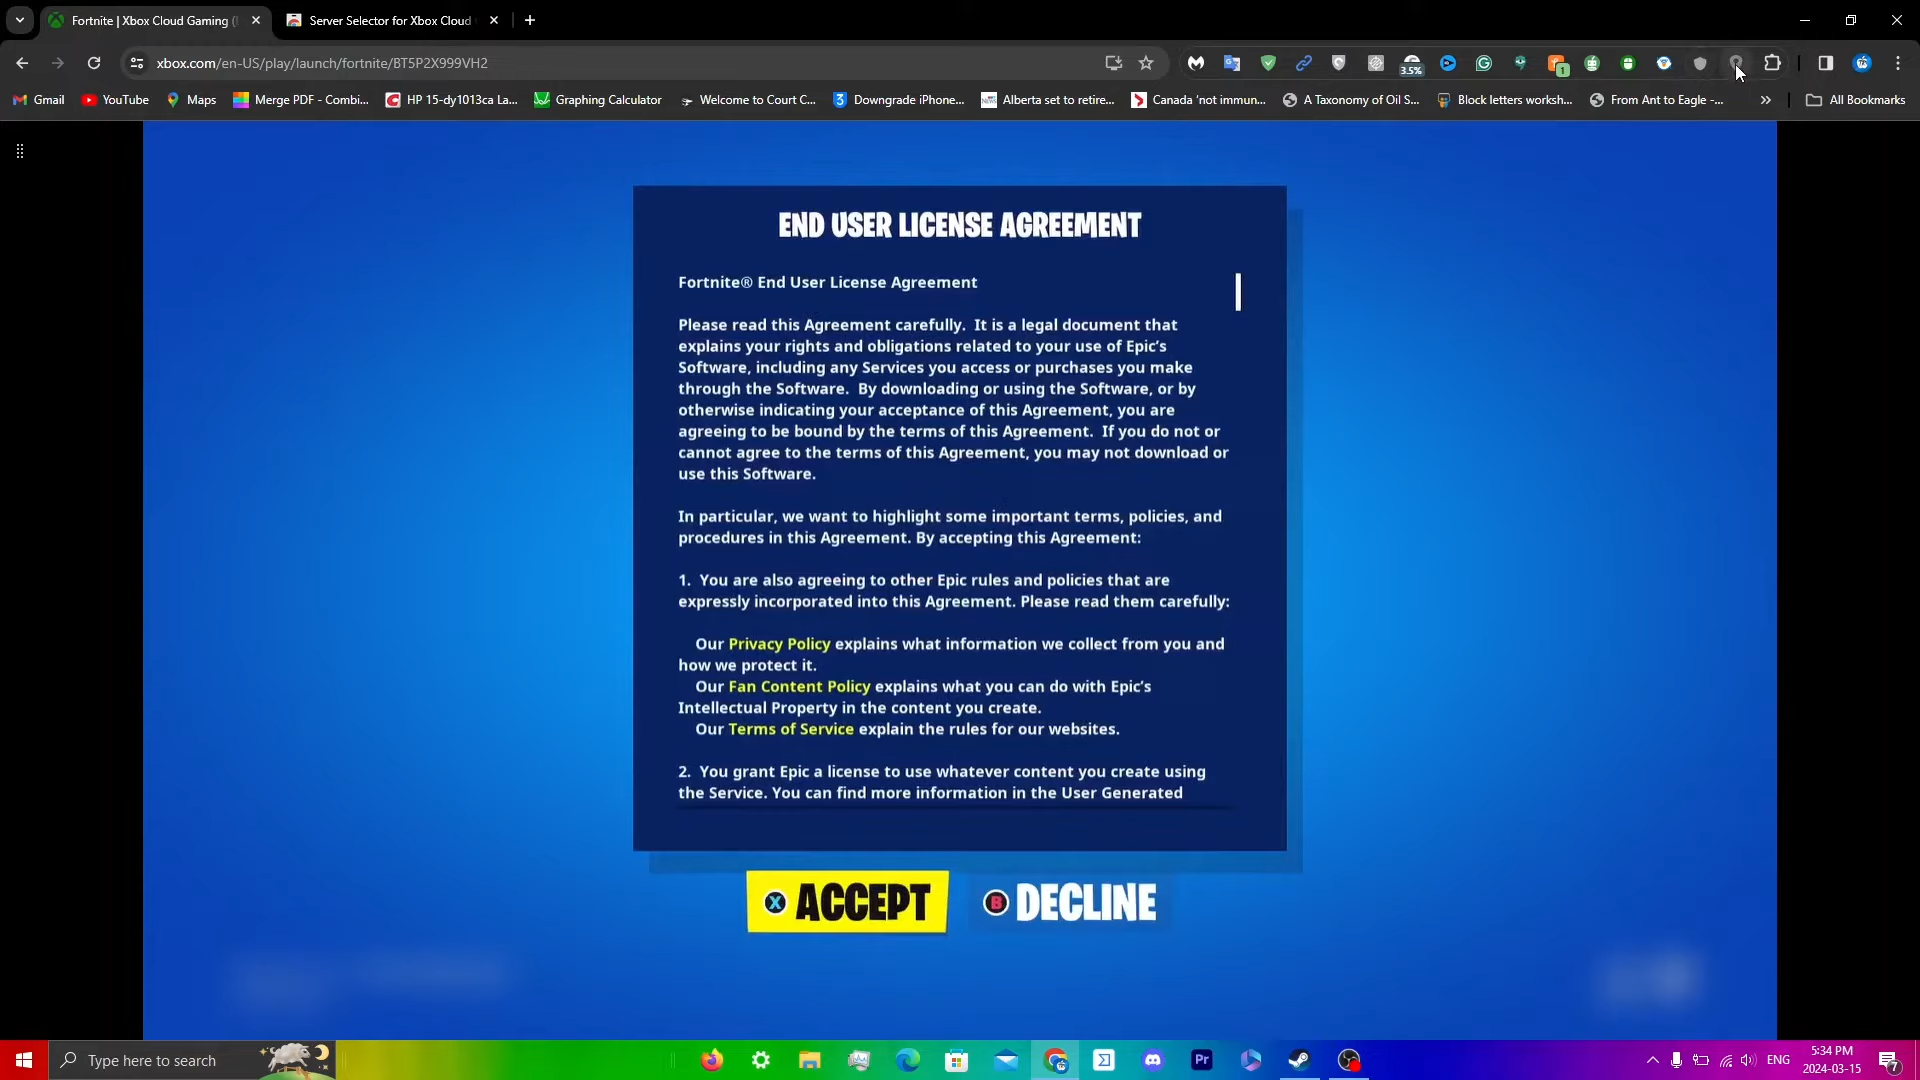 Fortnite | Xbox Cloud Gaming (
Server Selector for Xbox Cloud
xbox.com/en-US/play/launch/fortnite/BT5P2X999VH2
3.5%
1
Gmail
YouTube
Maps
Merge PDF - Combi...
HP 15-dy1013ca La...
Graphing Calculator
Welcome to Court C...
Downgrade iPhone...
Alberta set to retire...
Canada 'not immun...
A Taxonomy of Oil S...
Block letters worksh...
From Ant to Eagle -...
All Bookmarks
END USER LICENSE AGREEMENT
Fortnite® End User License Agreement
Please read this Agreement carefully. It is a legal document that
explains your rights and obligations related to your use of Epic's
Software, including any Services you access or purchases you make
through the Software. By downloading or using the Software, or by
otherwise indicating your acceptance of this Agreement, you are
agreeing to be bound by the terms of this Agreement. If you do not or
cannot agree to the terms of this Agreement, you may not download or
use this Software.
In particular, we want to highlight some important terms, policies, and
procedures in this Agreement. By accepting this Agreement:
1. You are also agreeing to other Epic rules and policies that are
expressly incorporated into this Agreement. Please read them carefully:
Our Privacy Policy explains what information we collect from you and
how we protect it.
Our Fan Content Policy explains what you can do with Epic's
Intellectual Property in the content you create.
Our Terms of Service explain the rules for our websites.
2. You grant Epic a license to use whatever content you create using
the Service. You can find more information in the User Generated
X ACCEPT
B DECLINE
Type here to search
Pr
ENG
5:34 PM
2024-03-15
7